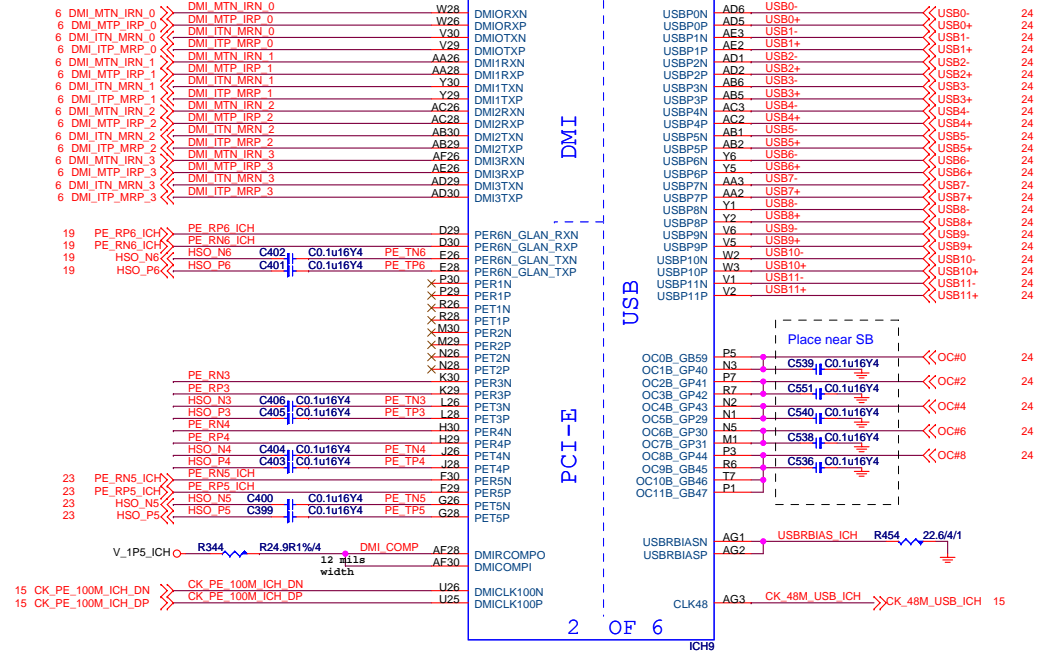 6 DMI_MTN_IRN_0 DMI_MTN_IRN_0 W28 DMI0RXN USBP0N AD6 USB0- USB0- 24
6 DMI_MTP_IRP_0 DMI_MTP_IRP_0 W26 DMI0RXP USBP0P AD5 USB0+ USB0+ 24
6 DMI_ITN_MRN_0 DMI_ITN_MRN_0 V30 DMIOTXN USBP1N AE3 USB1- USB1- 24
6 DMI_ITP_MRP_0 DMI_ITP_MRP_0 V29 DMIOTXP USBP1P AE2 USB1+ USB1+ 24
6 DMI_MTN_IRN_1 DMI_MTN_IRN_1 AA26 DMI1RXN USBP2N AD1 USB2- USB2- 24
6 DMI_MTP_IRP_1 DMI_MTP_IRP_1 AA28 DMI1RXP USBP2P AD2 USB2+ USB2+ 24
6 DMI_ITN_MRN_1 DMI_ITN_MRN_1 Y30 DMI1TXN USBP3N AB6 USB3- USB3- 24
6 DMI_ITP_MRP_1 DMI_ITP_MRP_1 Y29 DMI1TXP USBP3P AB5 USB3+ USB3+ 24
6 DMI_MTN_IRN_2 DMI_MTN_IRN_2 AC26 DMI2RXN USBP4N AC3 USB4- USB4- 24
6 DMI_MTP_IRP_2 DMI_MTP_IRP_2 AC28 DMI2RXP USBP4P AC2 USB4+ USB4+ 24
6 DMI_ITN_MRN_2 DMI_ITN_MRN_2 AB30 DMI2TXN USBP5N AB1 USB5- USB5- 24
6 DMI_ITP_MRP_2 DMI_ITP_MRP_2 AB29 DMI2TXP USBP5P AB2 USB5+ USB5+ 24
6 DMI_MTN_IRN_3 DMI_MTN_IRN_3 AF26 DMI3RXN USBP6N Y6 USB6- USB6- 24
6 DMI_MTP_IRP_3 DMI_MTP_IRP_3 AE26 DMI3RXP USBP6P Y5 USB6+ USB6+ 24
6 DMI_ITN_MRN_3 DMI_ITN_MRN_3 AD29 DMI3TXN USBP7N AA3 USB7- USB7- 24
6 DMI_ITP_MRP_3 DMI_ITP_MRP_3 AD30 DMI3TXP USBP7P AA2 USB7+ USB7+ 24
DMI
USBP8N Y1 USB8- USB8- 24
USBP8P Y2 USB8+ USB8+ 24
19 PE_RP6_ICH PE_RP6_ICH D29 PER6N_GLAN_RXN USBP9N V6 USB9- USB9- 24
19 PE_RN6_ICH PE_RN6_ICH D30 PER6N_GLAN_RXP USBP9P V5 USB9+ USB9+ 24
19 HSO_N6 HSO_N6 C402 C0.1u16Y4 PE_TN6 E26 PER6N_GLAN_TXN USBP10N W2 USB10- USB10- 24
19 HSO_P6 HSO_P6 C401 C0.1u16Y4 PE_TP6 E28 PER6N_GLAN_TXP USBP10P W3 USB10+ USB10+ 24
P30 PER1N USBP11N V1 USB11- USB11- 24
P29 PER1P USBP11P V2 USB11+ USB11+ 24
USB
R26 PET1N
R28 PET1P
M30 PER2N
Place near SB
M29 PER2P
N26 PET2N OC0B_GB59 P5 OC#0 24
N28 PET2P OC1B_GP40 N3 C539 C0.1u16Y4
PE_RN3 K30 PER3N OC2B_GP41 P7 OC#2 24
PE_RP3 K29 PER3P OC3B_GP42 R7 C551 C0.1u16Y4
HSO_N3 C406 C0.1u16Y4 PE_TN3 L26 PET3N OC4B_GP43 N2 OC#4 24
HSO_P3 C405 C0.1u16Y4 PE_TP3 L28 PET3P OC5B_GP29 N1 C540 C0.1u16Y4
PE_RN4 H30 PER4N OC6B_GP30 N5 OC#6 24
PE_RP4 H29 PER4P OC7B_GP31 M1 C538 C0.1u16Y4
HSO_N4 C404 C0.1u16Y4 PE_TN4 J26 PET4N OC8B_GP44 P3 OC#8 24
HSO_P4 C403 C0.1u16Y4 PE_TP4 J28 PET4P OC9B_GB45 R6 C536 C0.1u16Y4
23 PE_RN5_ICH PE_RN5_ICH F30 PER5N OC10B_GB46 T7
23 PE_RP5_ICH PE_RP5_ICH F29 PER5P OC11B_GB47 P1
PCI-E
23 HSO_N5 HSO_N5 C400 C0.1u16Y4 PE_TN5 G26 PET5N
23 HSO_P5 HSO_P5 C399 C0.1u16Y4 PE_TP5 G28 PET5P
USBRBIASN AG1 USBRBIAS_ICH R454 22.6/4/1
V_1P5_ICH R344 R24.9R1%/4 DMI_COMP AF28 DMIRCOMPO USBRBIASP AG2
12 mils width AF30 DMICOMPI
15 CK_PE_100M_ICH_DN CK_PE_100M_ICH_DN U26 DMICLK100N
15 CK_PE_100M_ICH_DP CK_PE_100M_ICH_DP U25 DMICLK100P CLK48 AG3 CK_48M_USB_ICH CK_48M_USB_ICH 15
2 OF 6
ICH9